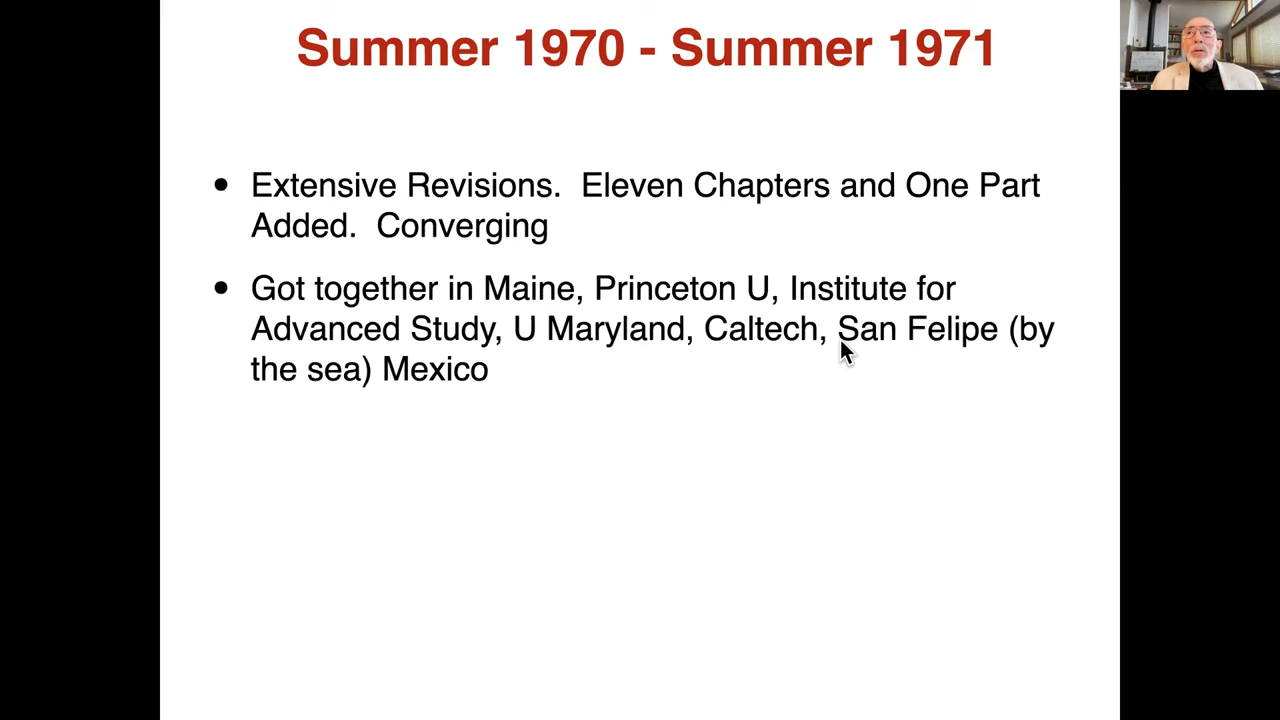 Summer 1970 - Summer 1971
• Extensive Revisions.  Eleven Chapters and One Part
Added.  Converging
• Got together in Maine, Princeton U, Institute for
Advanced Study, U Maryland, Caltech, San Felipe (by
the sea) Mexico